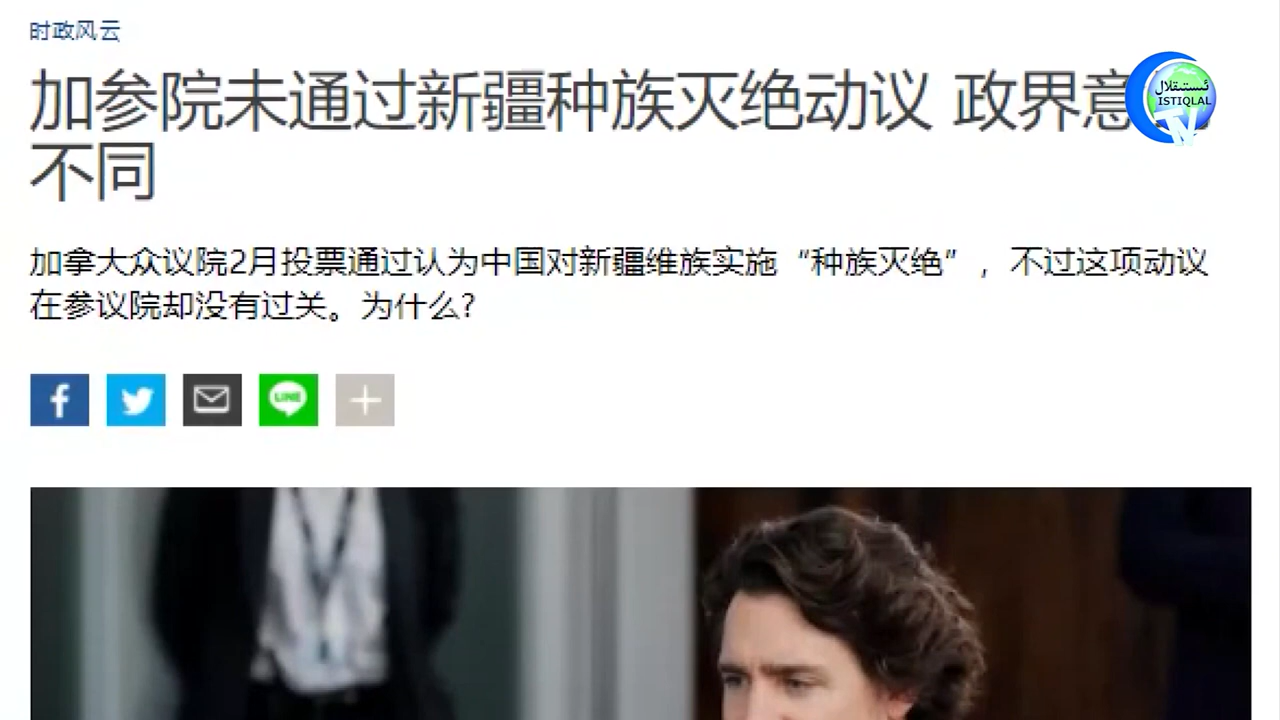 时政风云
加参院未通过新疆种族灭绝动议 政界意
不同
ئىستىقلال
ISTIQLAL
TV
加拿大众议院2月投票通过认为中国对新疆维族实施“种族灭绝”，不过这项动议
在参议院却没有过关。为什么?
f
LINE